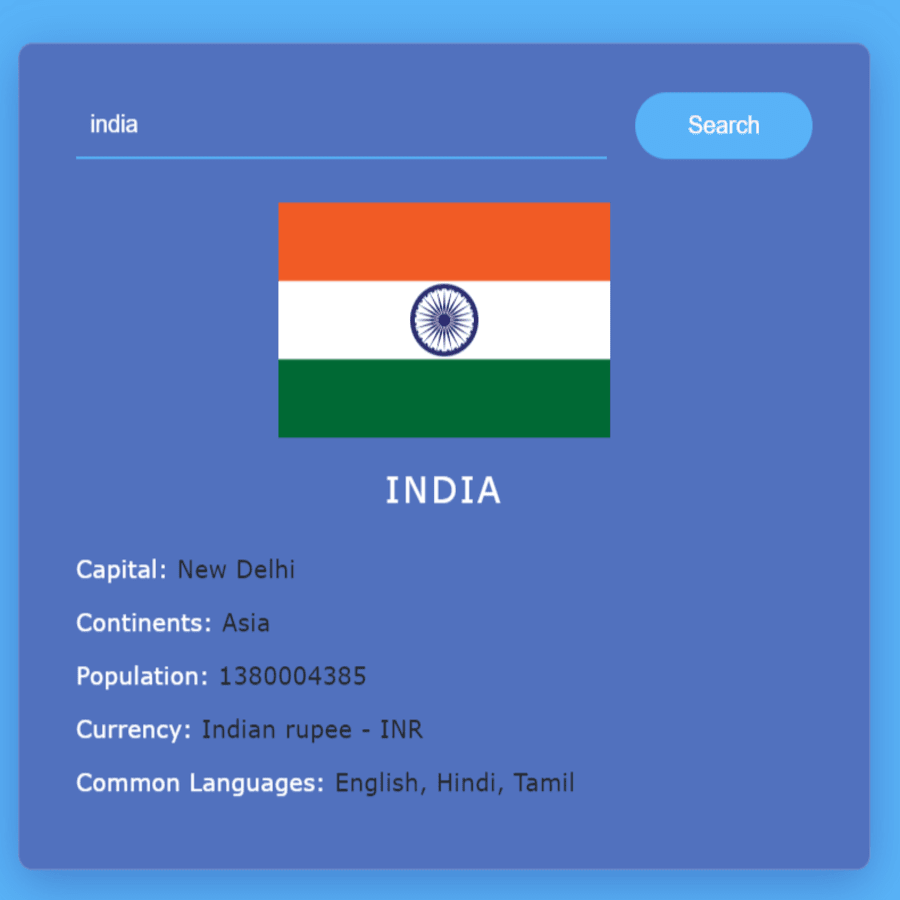 india
Search
INDIA
Capital: New Delhi
Continents: Asia
Population: 1380004385
Currency: Indian rupee - INR
Common Languages: English, Hindi, Tamil